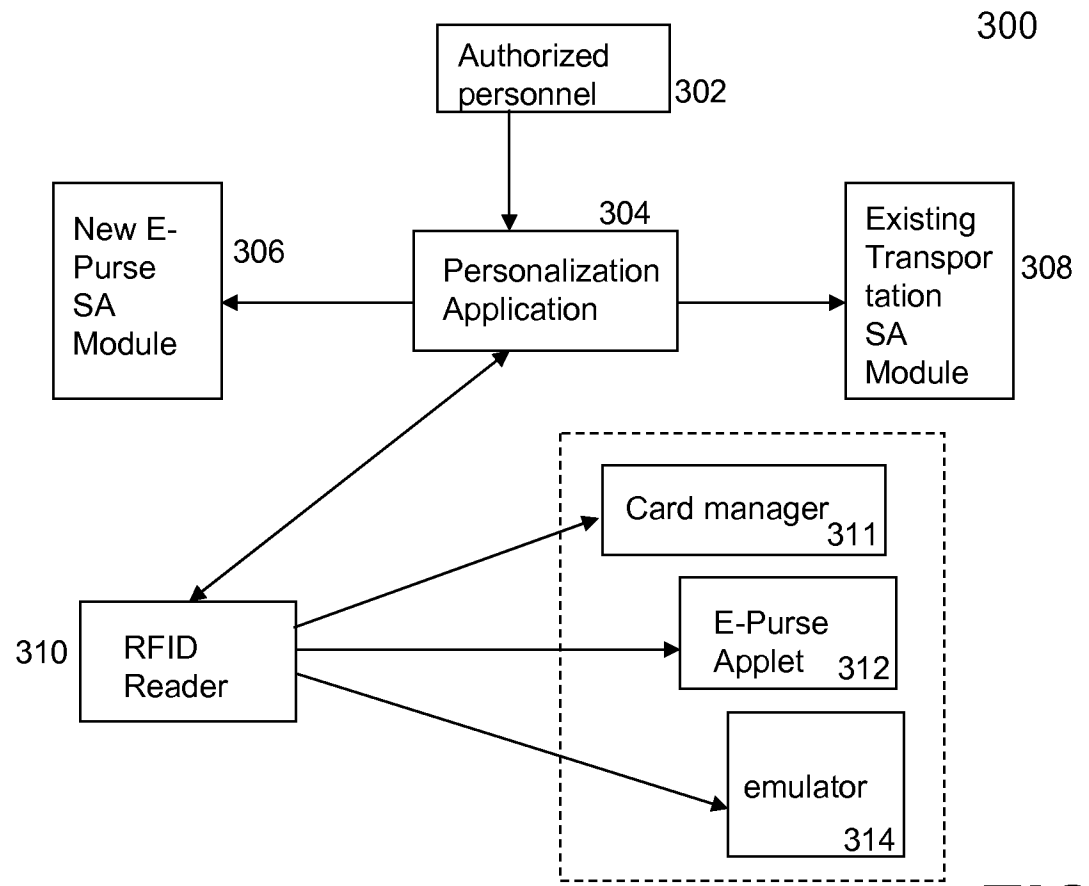 300
Authorized
personnel
302
New E-
Purse
SA
Module
306
304
Personalization
Application
Existing
Transpor
tation
SA
Module
308
Card manager
311
310
RFID
Reader
E-Purse
Applet
312
emulator
314